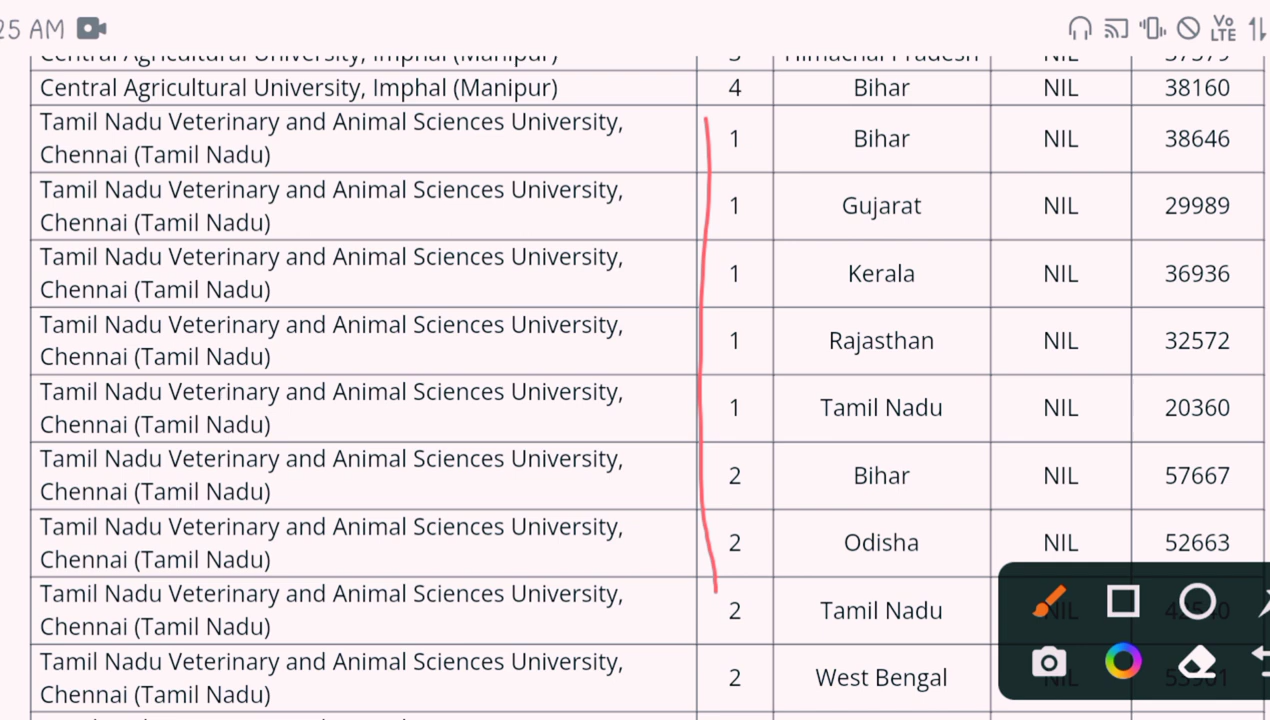 25 AM
Vo
LTE
Central Agricultural University, Imphal (Manipur) 3 Himachal Pradesh NIL 37379
Central Agricultural University, Imphal (Manipur) 4 Bihar NIL 38160
Tamil Nadu Veterinary and Animal Sciences University,
Chennai (Tamil Nadu) 1 Bihar NIL 38646
Tamil Nadu Veterinary and Animal Sciences University,
Chennai (Tamil Nadu) 1 Gujarat NIL 29989
Tamil Nadu Veterinary and Animal Sciences University,
Chennai (Tamil Nadu) 1 Kerala NIL 36936
Tamil Nadu Veterinary and Animal Sciences University,
Chennai (Tamil Nadu) 1 Rajasthan NIL 32572
Tamil Nadu Veterinary and Animal Sciences University,
Chennai (Tamil Nadu) 1 Tamil Nadu NIL 20360
Tamil Nadu Veterinary and Animal Sciences University,
Chennai (Tamil Nadu) 2 Bihar NIL 57667
Tamil Nadu Veterinary and Animal Sciences University,
Chennai (Tamil Nadu) 2 Odisha NIL 52663
Tamil Nadu Veterinary and Animal Sciences University,
Chennai (Tamil Nadu) 2 Tamil Nadu NIL
Tamil Nadu Veterinary and Animal Sciences University,
Chennai (Tamil Nadu) 2 West Bengal NIL